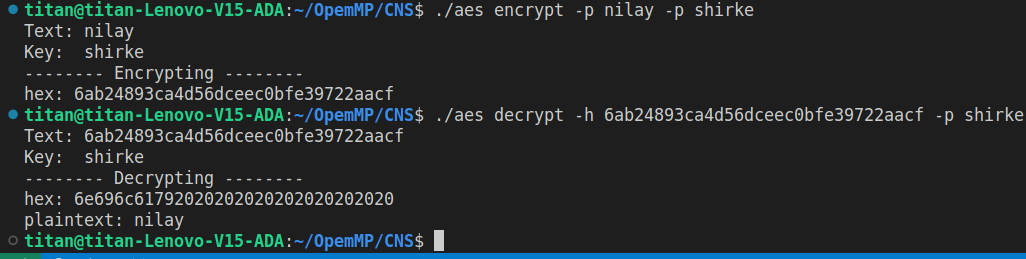 titan@titan-Lenovo-V15-ADA:~/OpemMP/CNS$ ./aes encrypt -p nilay -p shirke
Text: nilay
Key:  shirke
-------- Encrypting --------
hex: 6ab24893ca4d56dceec0bfe39722aacf
titan@titan-Lenovo-V15-ADA:~/OpemMP/CNS$ ./aes decrypt -h 6ab24893ca4d56dceec0bfe39722aacf -p shirke
Text: 6ab24893ca4d56dceec0bfe39722aacf
Key:  shirke
-------- Decrypting --------
hex: 6e696c61792020202020202020202020
plaintext: nilay
titan@titan-Lenovo-V15-ADA:~/OpemMP/CNS$